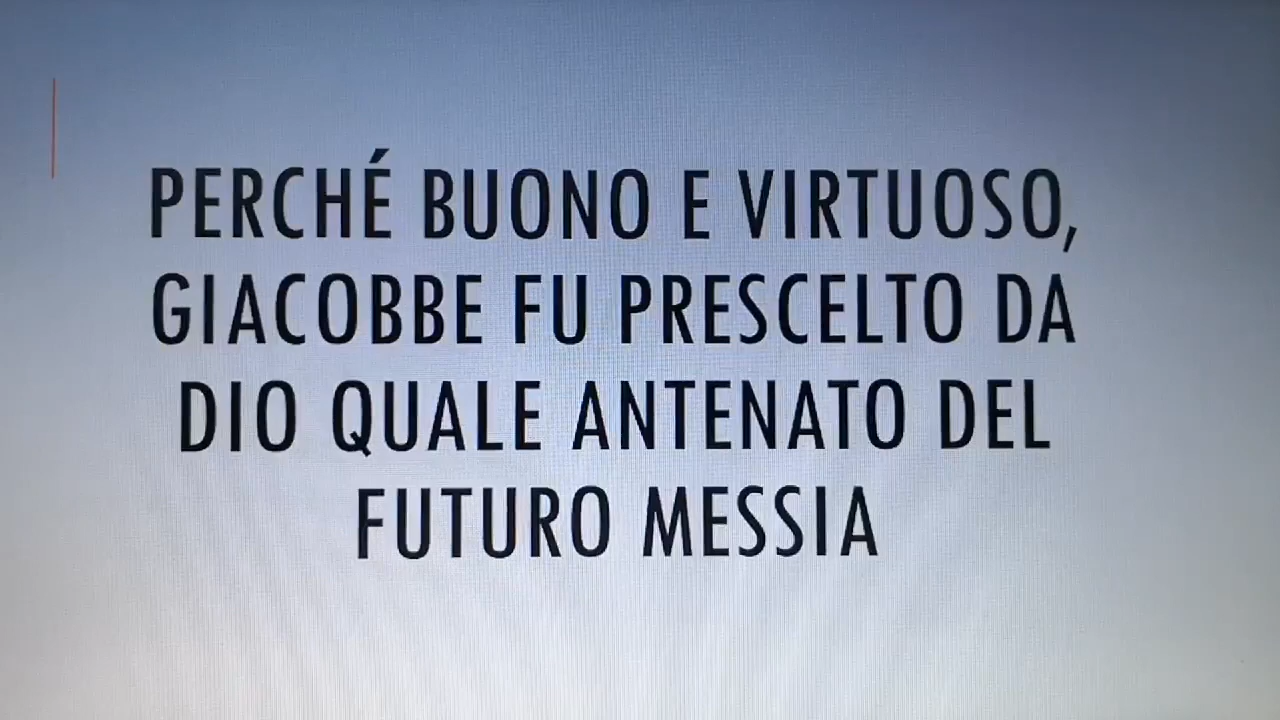 PERCHÉ BUONO E VIRTUOSO,
GIACOBBE FU PRESCELTO DA
DIO QUALE ANTENATO DEL
FUTURO MESSIA